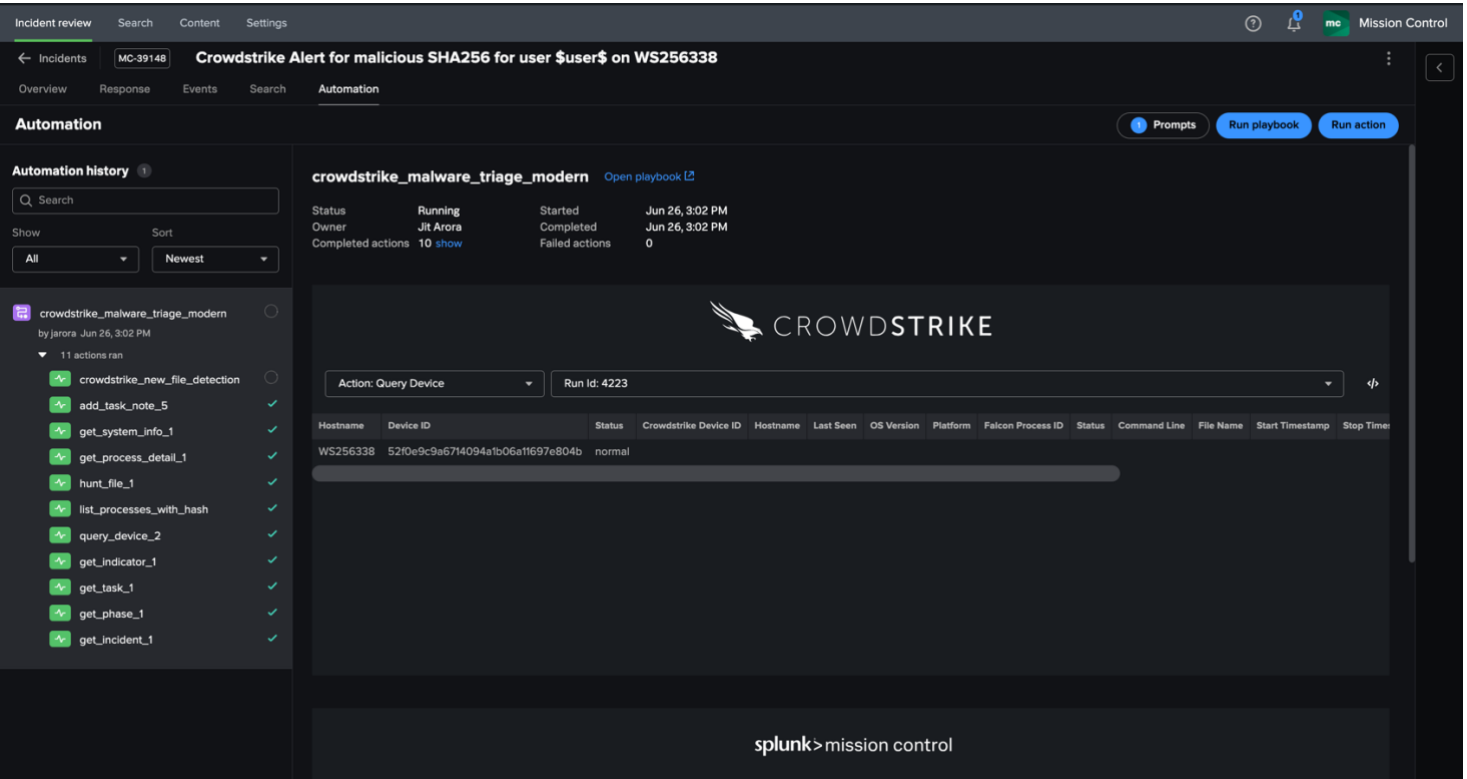 Incident review Search Content Settings ? 1 mc Mission Control
Incidents MC-39148 Crowdstrike Alert for malicious SHA256 for user $user$ on WS256338
Overview Response Events Search Automation
Automation 1 Prompts Run playbook Run action
Automation history 1
Search
Show Sort
All Newest
crowdstrike_malware_triage_modern
by jarora Jun 26, 3:02 PM
11 actions ran
crowdstrike_new_file_detection
add_task_note_5
get_system_info_1
get_process_detail_1
hunt_file_1
list_processes_with_hash
query_device_2
get_indicator_1
get_task_1
get_phase_1
get_incident_1
crowdstrike_malware_triage_modern Open playbook
Status Running Started Jun 26, 3:02 PM
Owner Jit Arora Completed Jun 26, 3:02 PM
Completed actions 10 show Failed actions 0
CROWDSTRIKE
Action: Query Device Run Id: 4223 </>
Hostname Device ID Status Crowdstrike Device ID Hostname Last Seen OS Version Platform Falcon Process ID Status Command Line File Name Start Timestamp Stop Times
WS256338 52f0e9c9a6714094a1b06a11697e804b normal
splunk>mission control